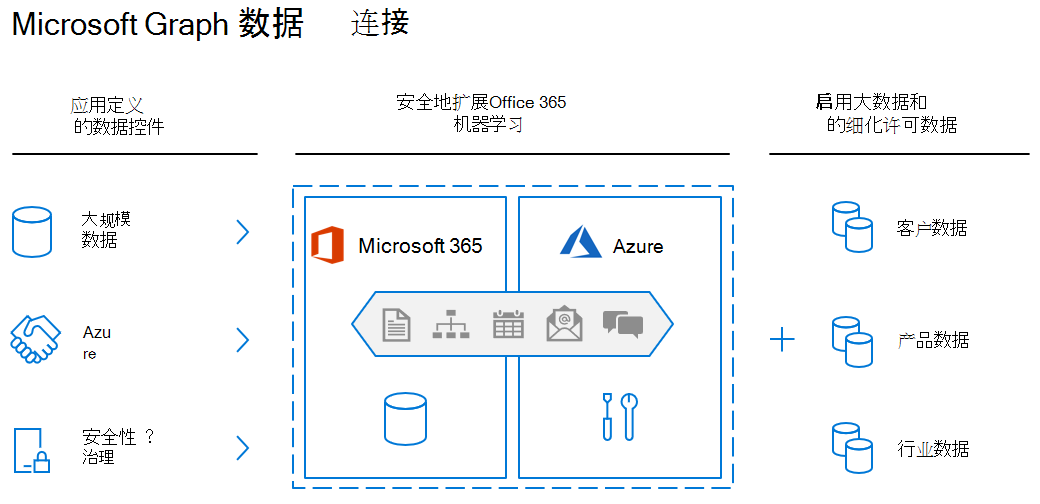 Microsoft Graph 数据 连接
应用定义
的数据控件
安全地扩展Office 365
机器学习
启用大数据和
的细化许可数据
大规模
数据
Azu
re
安全性 ?
治理
Microsoft 365
Azure
客户数据
产品数据
行业数据